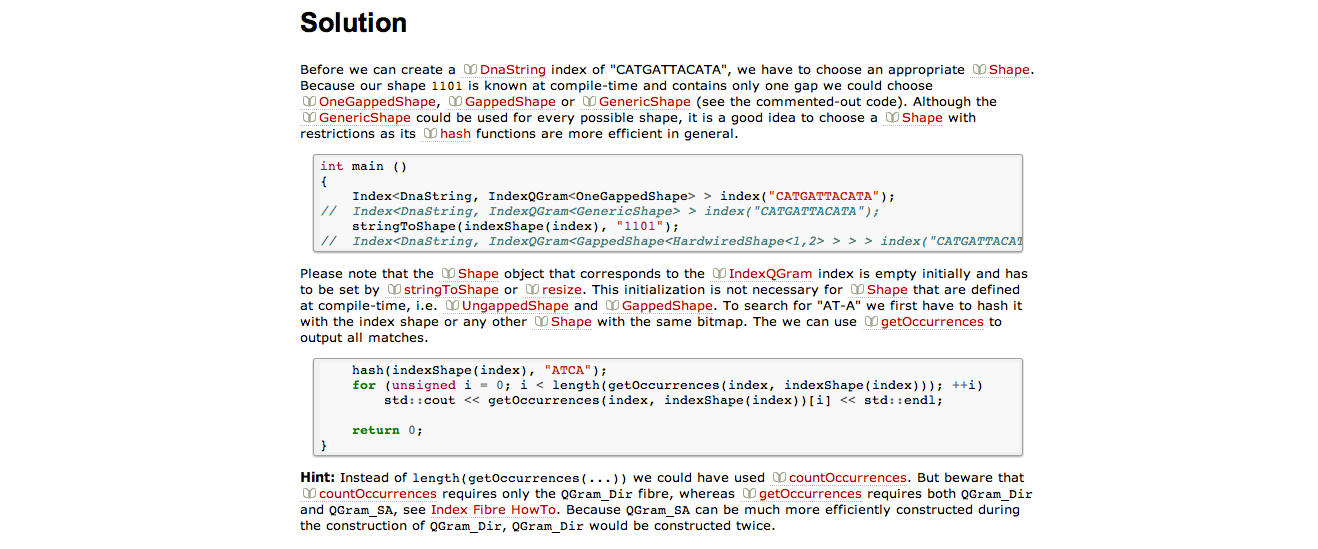 Solution
Before we can create a DnaString index of "CATGATTACATA", we have to choose an appropriate Shape.
Because our shape 1101 is known at compile-time and contains only one gap we could choose
OneGappedShape, GappedShape or GenericShape (see the commented-out code). Although the
GenericShape could be used for every possible shape, it is a good idea to choose a Shape with
restrictions as its hash functions are more efficient in general.
int main ()
{
    Index<DnaString, IndexQGram<OneGappedShape> > index("CATGATTACATA");
//  Index<DnaString, IndexQGram<GenericShape> > index("CATGATTACATA");
    stringToShape(indexShape(index), "1101");
//  Index<DnaString, IndexQGram<GappedShape<HardwiredShape<1,2> > > > index("CATGATTACAT
Please note that the Shape object that corresponds to the IndexQGram index is empty initially and has
to be set by stringToShape or resize. This initialization is not necessary for Shape that are defined
at compile-time, i.e. UngappedShape and GappedShape. To search for "AT-A" we first have to hash it
with the index shape or any other Shape with the same bitmap. The we can use getOccurrences to
output all matches.
    hash(indexShape(index), "ATCA");
    for (unsigned i = 0; i < length(getOccurrences(index, indexShape(index))); ++i)
        std::cout << getOccurrences(index, indexShape(index))[i] << std::endl;
    return 0;
}
Hint: Instead of length(getOccurrences(...)) we could have used countOccurrences. But beware that
countOccurrences requires only the QGram_Dir fibre, whereas getOccurrences requires both QGram_Dir
and QGram_SA, see Index Fibre HowTo. Because QGram_SA can be much more efficiently constructed during
the construction of QGram_Dir, QGram_Dir would be constructed twice.